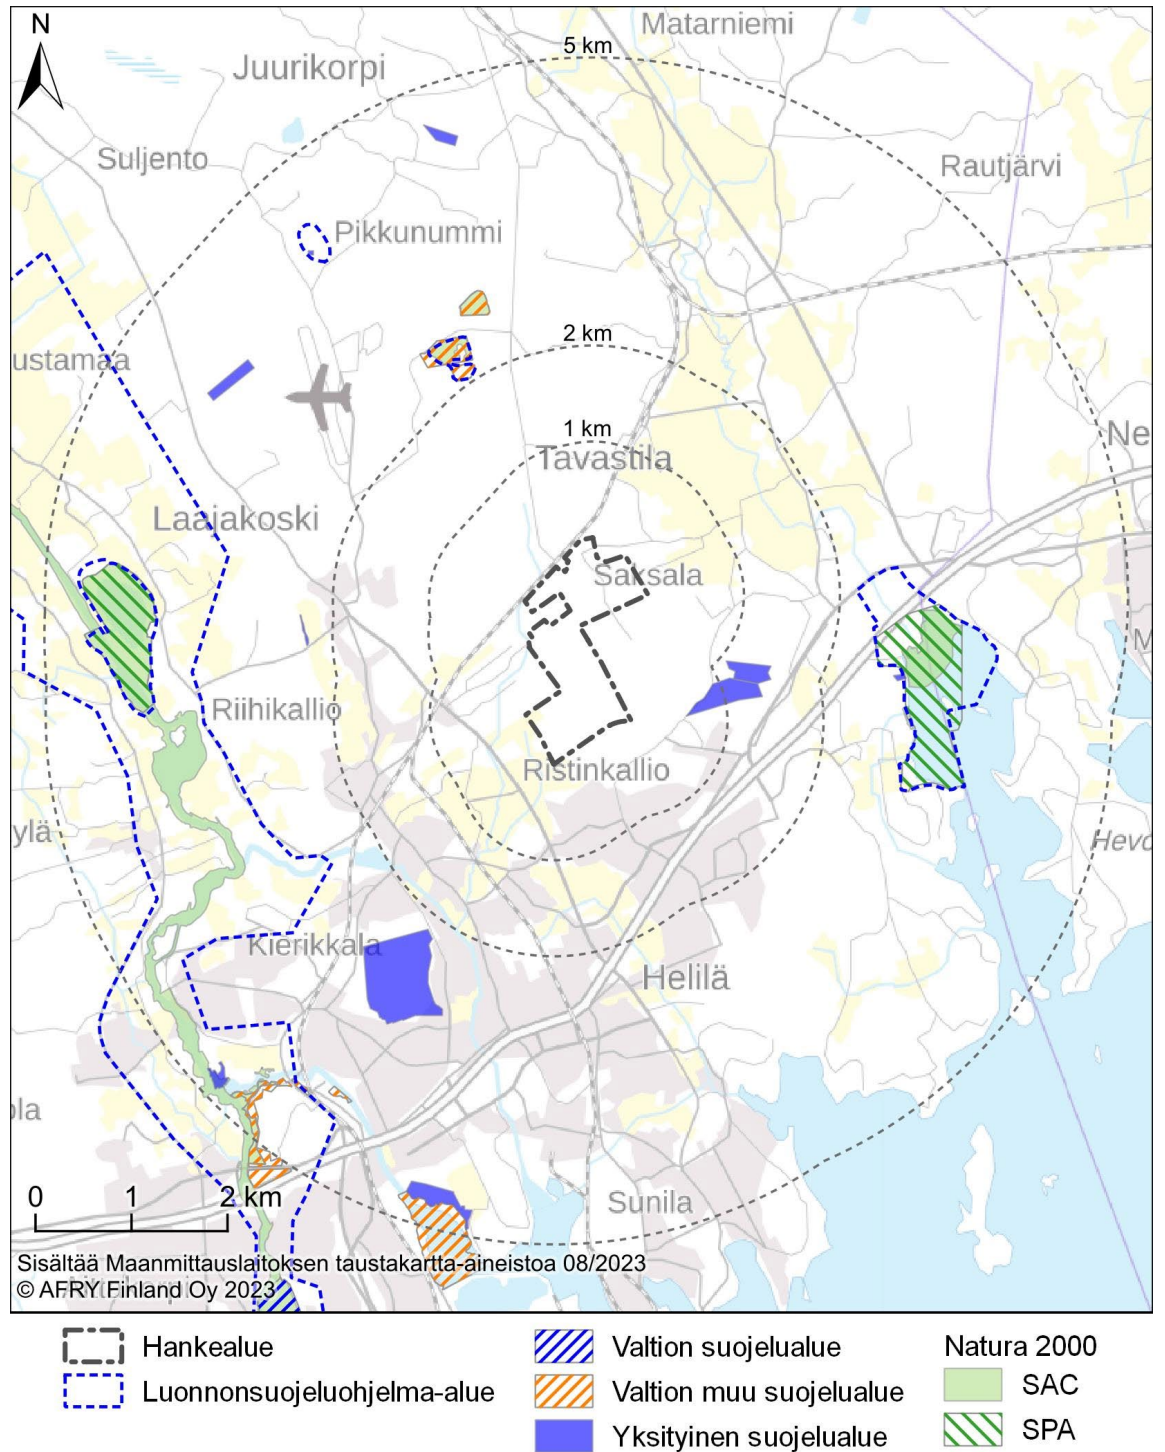 N
5 km
Matarniemi
Juurikorpi
Suljento
Rautjärvi
Pikkunummi
2 km
ustamaa
1 km
Ne
Tavastila
Laajakoski
Saksala
M
Riihikallio
Ristinkallio
ylä
Hevo
Kierikkala
Helilä
ola
0 1 2 km
Sunila
Sisältää Maanmittauslaitoksen taustakartta-aineistoa 08/2023
© AFRY Finland Oy 2023
Hankealue
Luonnonsuojeluohjelma-alue
Valtion suojelualue
Valtion muu suojelualue
Yksityinen suojelualue
Natura 2000
SAC
SPA